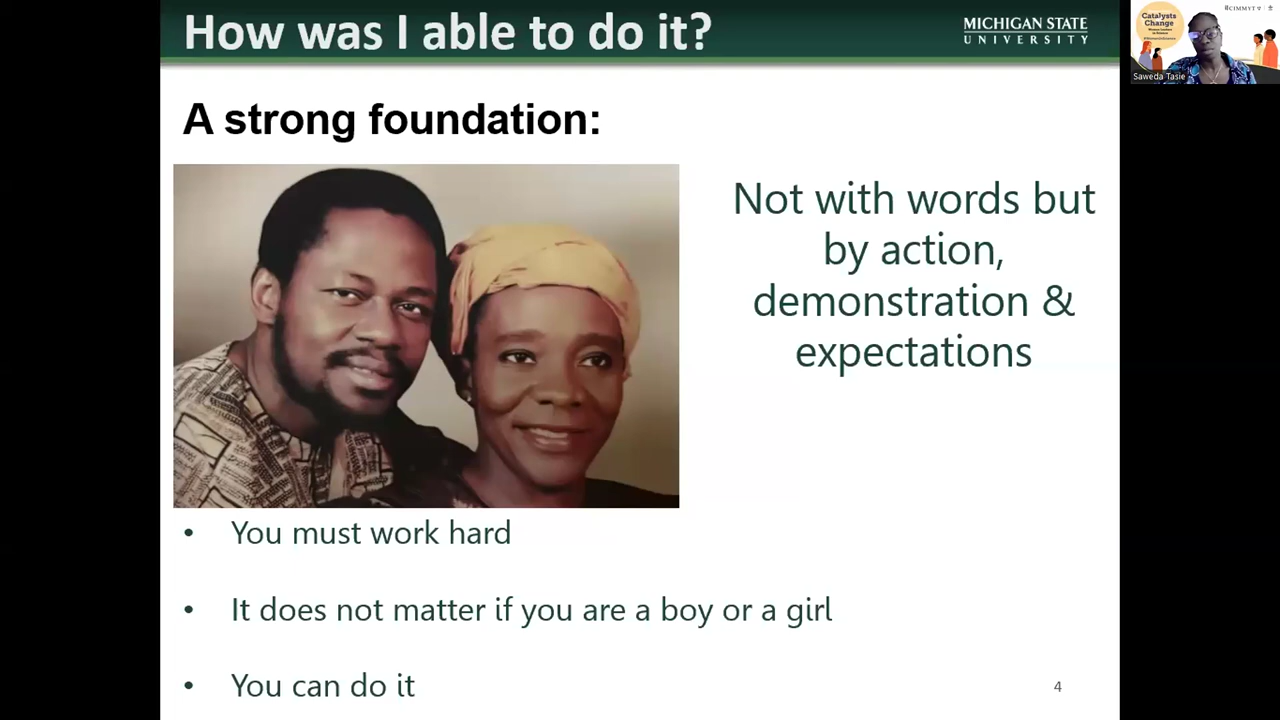 How was I able to do it?
MICHIGAN STATE
UNIVERSITY
A strong foundation:
Not with words but
by action,
demonstration &
expectations
• You must work hard
• It does not matter if you are a boy or a girl
• You can do it
4
Catalysts
Change
CIMMYT
Saweda Tasie